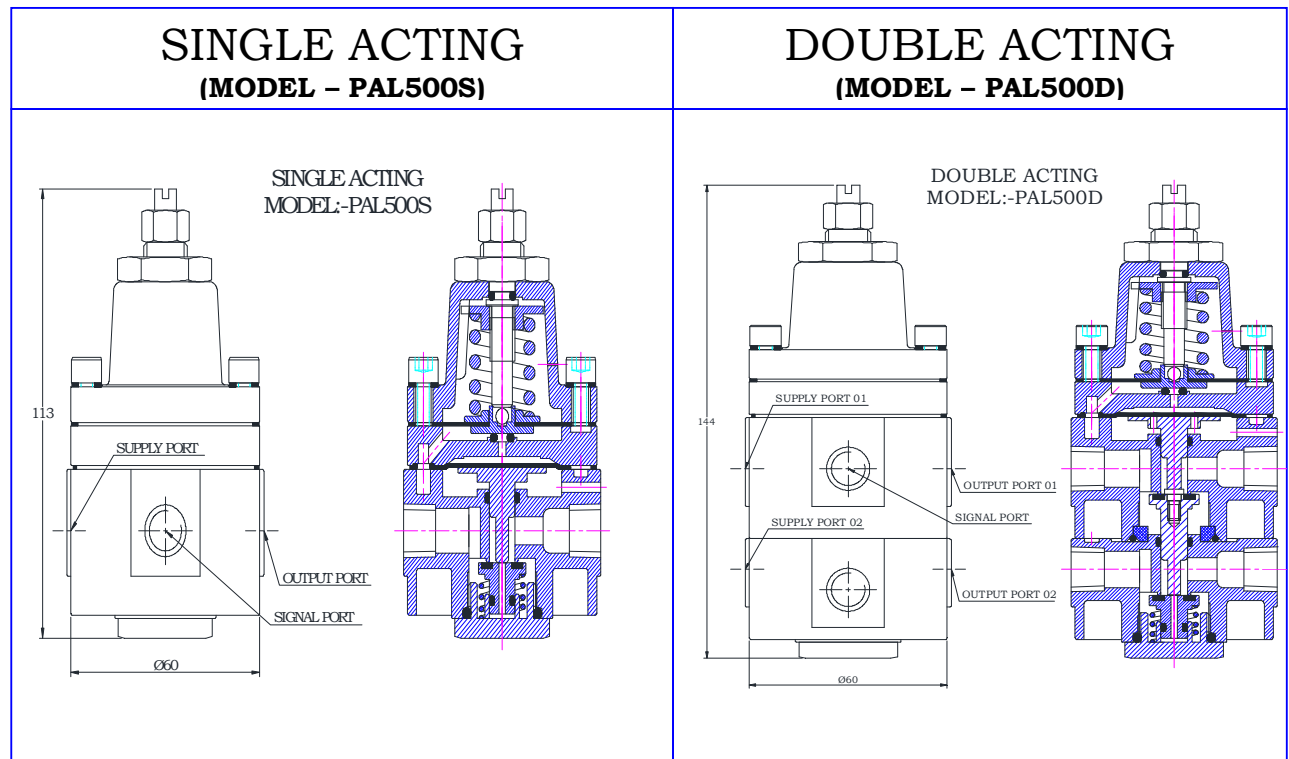 SINGLE ACTING
(MODEL – PAL500S)
DOUBLE ACTING
(MODEL – PAL500D)
SINGLE ACTING
MODEL:-PAL500S
113
SUPPLY PORT
OUTPUT PORT
SIGNAL PORT
Ø60
DOUBLE ACTING
MODEL:-PAL500D
144
SUPPLY PORT 01
OUTPUT PORT 01
SIGNAL PORT
SUPPLY PORT 02
OUTPUT PORT 02
Ø60